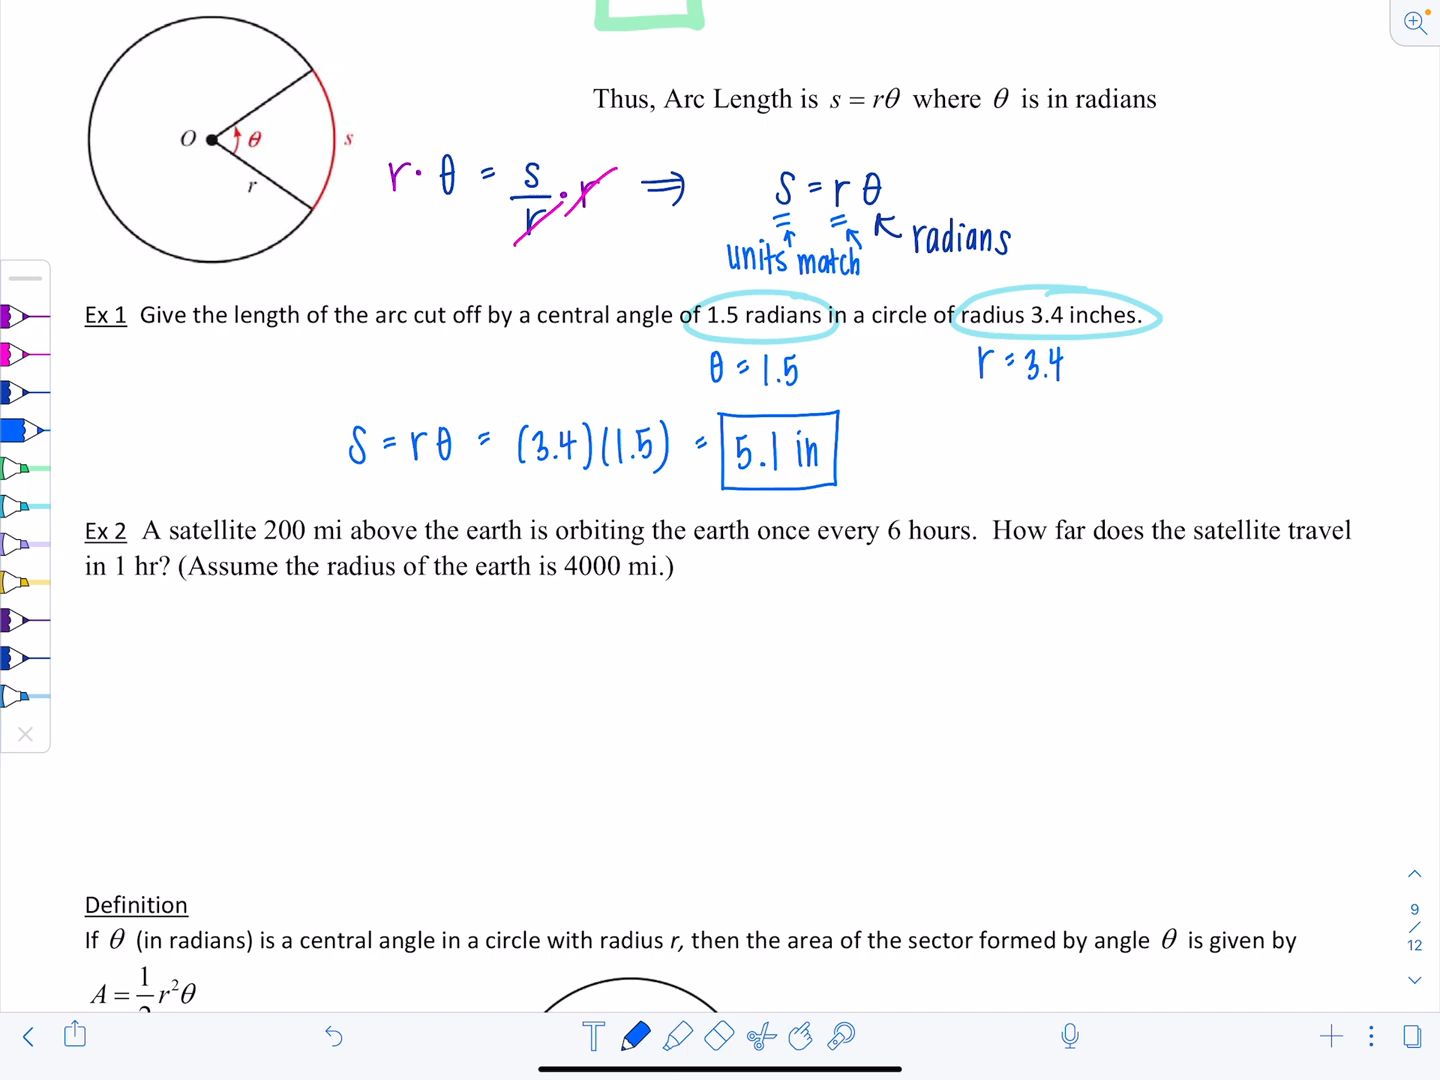 Thus, Arc Length is s = rθ where θ is in radians
O θ s
r
r · θ = s/r · r ⇒ S = r θ
radians
units match
Ex 1 Give the length of the arc cut off by a central angle of 1.5 radians in a circle of radius 3.4 inches.
θ = 1.5 r = 3.4
S = r θ = (3.4)(1.5) = 5.1 in
Ex 2 A satellite 200 mi above the earth is orbiting the earth once every 6 hours. How far does the satellite travel
in 1 hr? (Assume the radius of the earth is 4000 mi.)
Definition
If θ (in radians) is a central angle in a circle with radius r, then the area of the sector formed by angle θ is given by
A = 1/2 r²θ
9
/
12
T